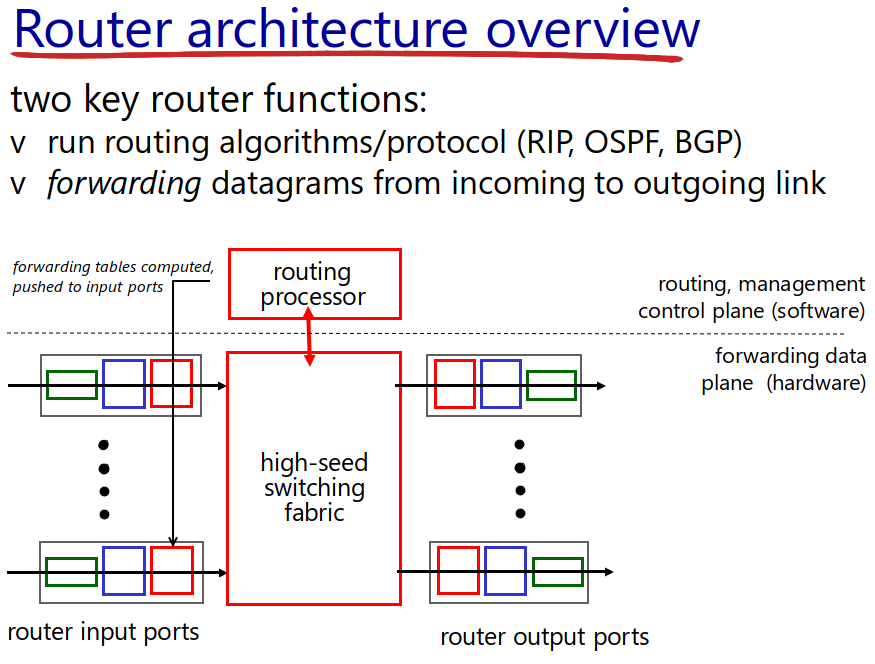 Router architecture overview
two key router functions:
v run routing algorithms/protocol (RIP, OSPF, BGP)
v forwarding datagrams from incoming to outgoing link
forwarding tables computed,
pushed to input ports
routing
processor
routing, management
control plane (software)
forwarding data
plane (hardware)
high-seed
switching
fabric
router input ports
router output ports